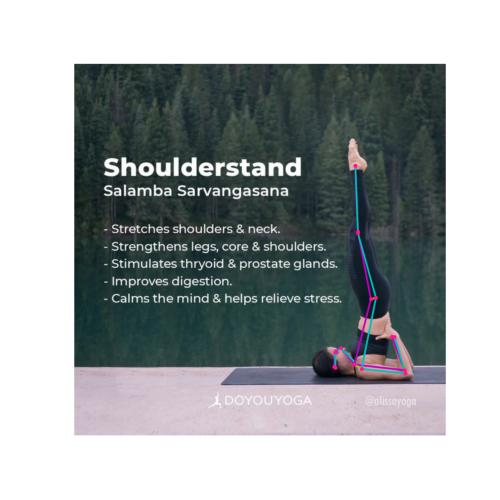 Shoulderstand
Salamba Sarvangasana
- Stretches shoulders & neck.
- Strengthens legs, core & shoulders.
- Stimulates thryoid & prostate glands.
- Improves digestion.
- Calms the mind & helps relieve stress.
DOYOUYOGA
@alissayoga